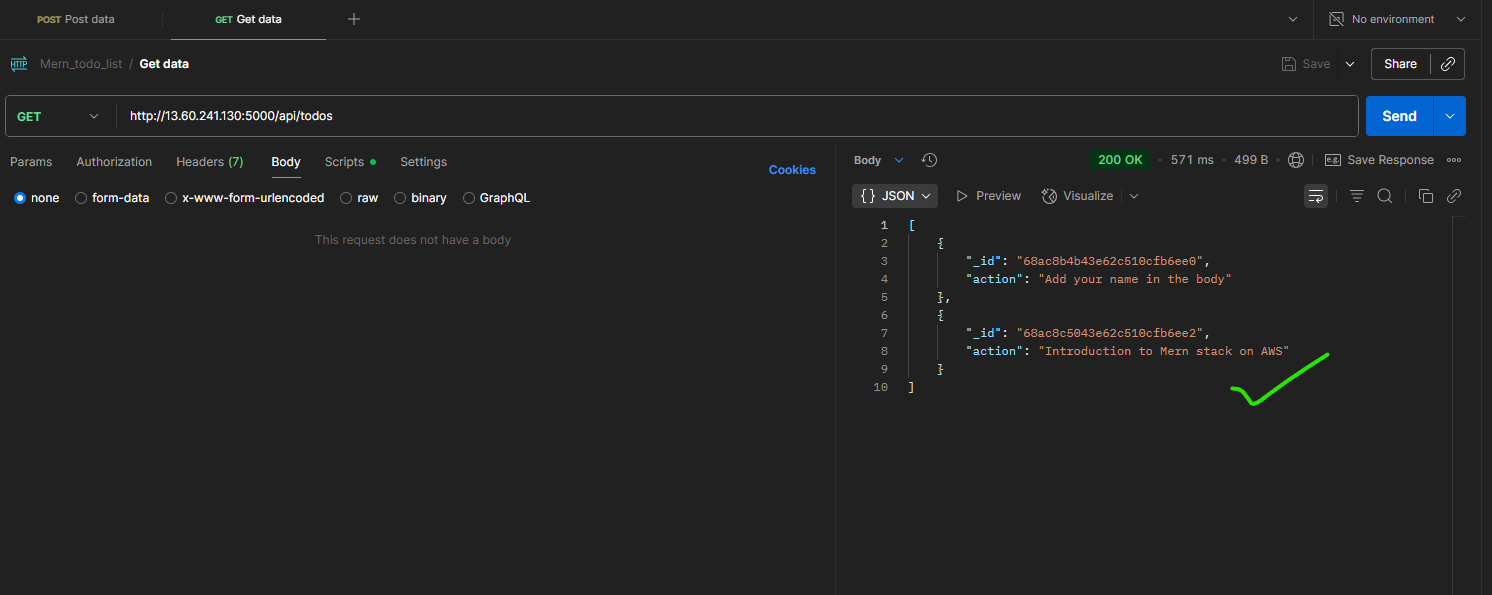 POST Post data
GET Get data
No environment
HTTP Mern_todo_list / Get data
Save
Share
GET
http://13.60.241.130:5000/api/todos
Send
Params Authorization Headers (7) Body Scripts Settings
Cookies
none form-data x-www-form-urlencoded raw binary GraphQL
This request does not have a body
Body 200 OK • 571 ms • 499 B • e.g. Save Response
{} JSON Preview Visualize
1 [
2 {
3 "_id": "68ac8b4b43e62c510cfb6ee0",
4 "action": "Add your name in the body"
5 },
6 {
7 "_id": "68ac8c5043e62c510cfb6ee2",
8 "action": "Introduction to Mern stack on AWS"
9 }
10 ]